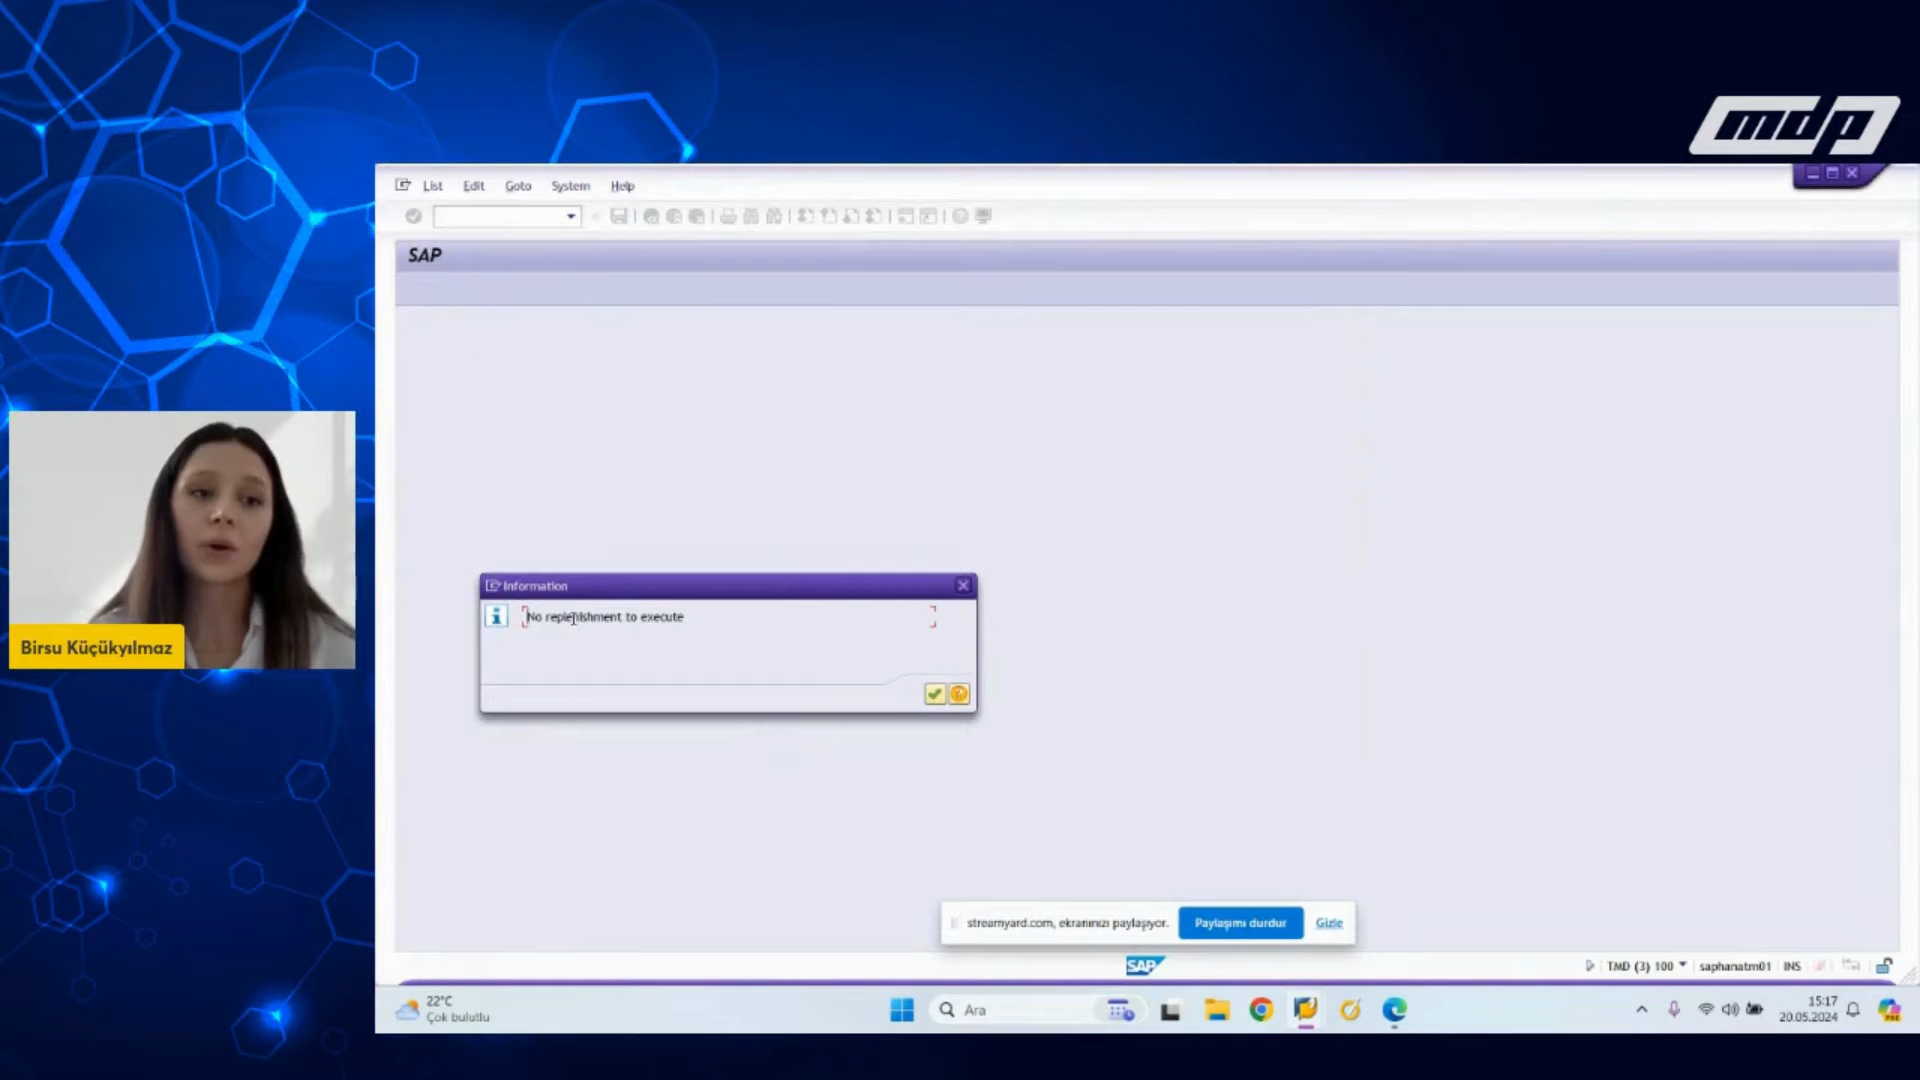 mdp
List Edit Goto System Help
SAP
Information
No replenishment to execute
Birsu Küçükyılmaz
streamyard.com, ekranınızı paylaşıyor. Paylaşımı durdur Gizle
SAP
TMD (3) 100 saphanatm01 INS
22°C
Çok bulutlu
Ara
15:17
20.05.2024